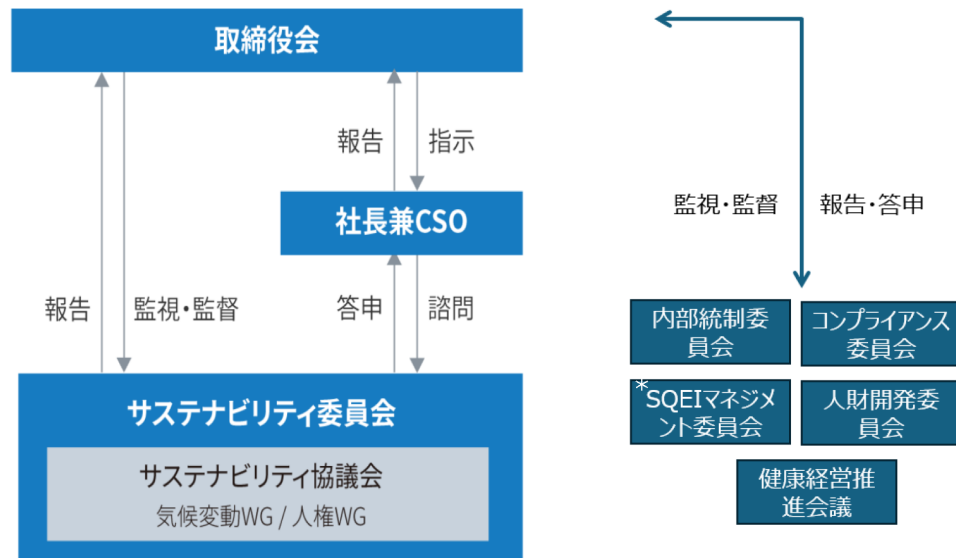 取締役会
報告
指示
社長兼CSO
報告
監視・監督
答申
諮問
サステナビリティ委員会
サステナビリティ協議会
気候変動WG / 人権WG
監視・監督
報告・答申
内部統制委
員会
コンプライアンス
委員会
*SQEIマネジメ
ント委員会
人財開発委
員会
健康経営推
進会議